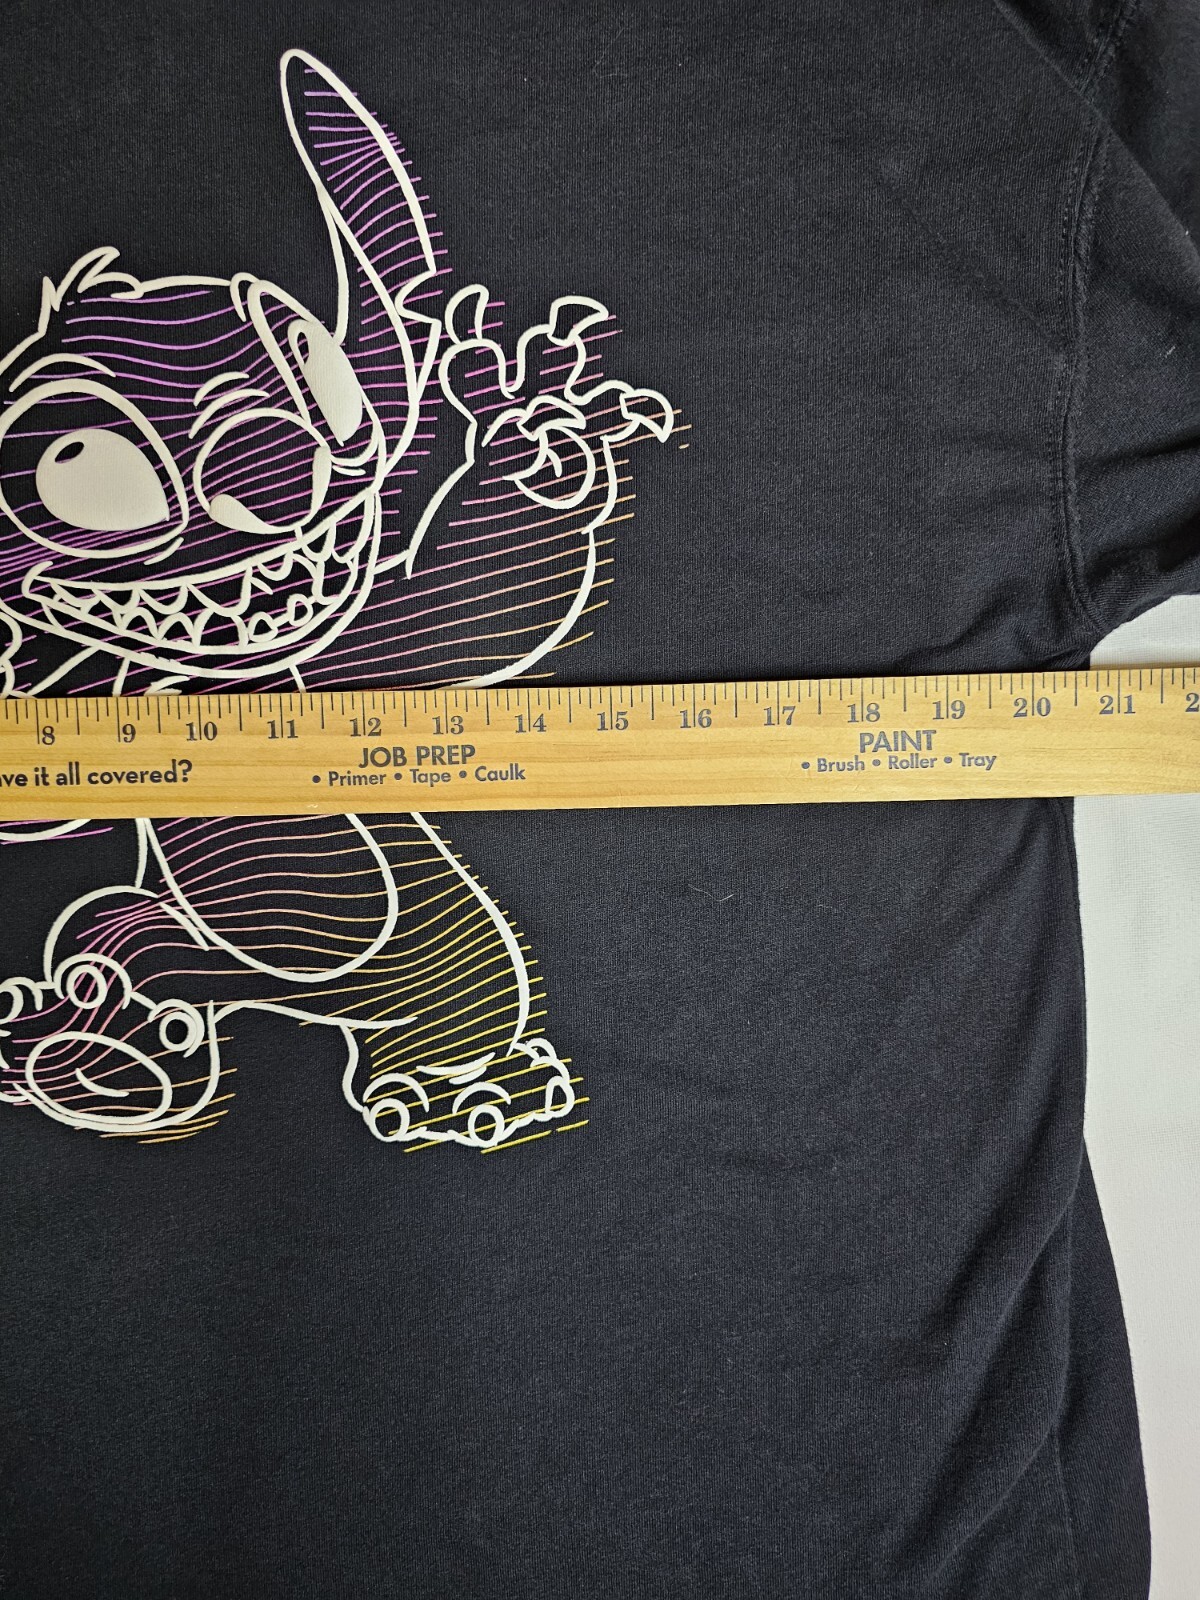 8 9 10 11 12 13 14 15 16 17 18 19 20 21 2
ve it all covered?
JOB PREP
• Primer • Tape • Caulk
PAINT
• Brush • Roller • Tray